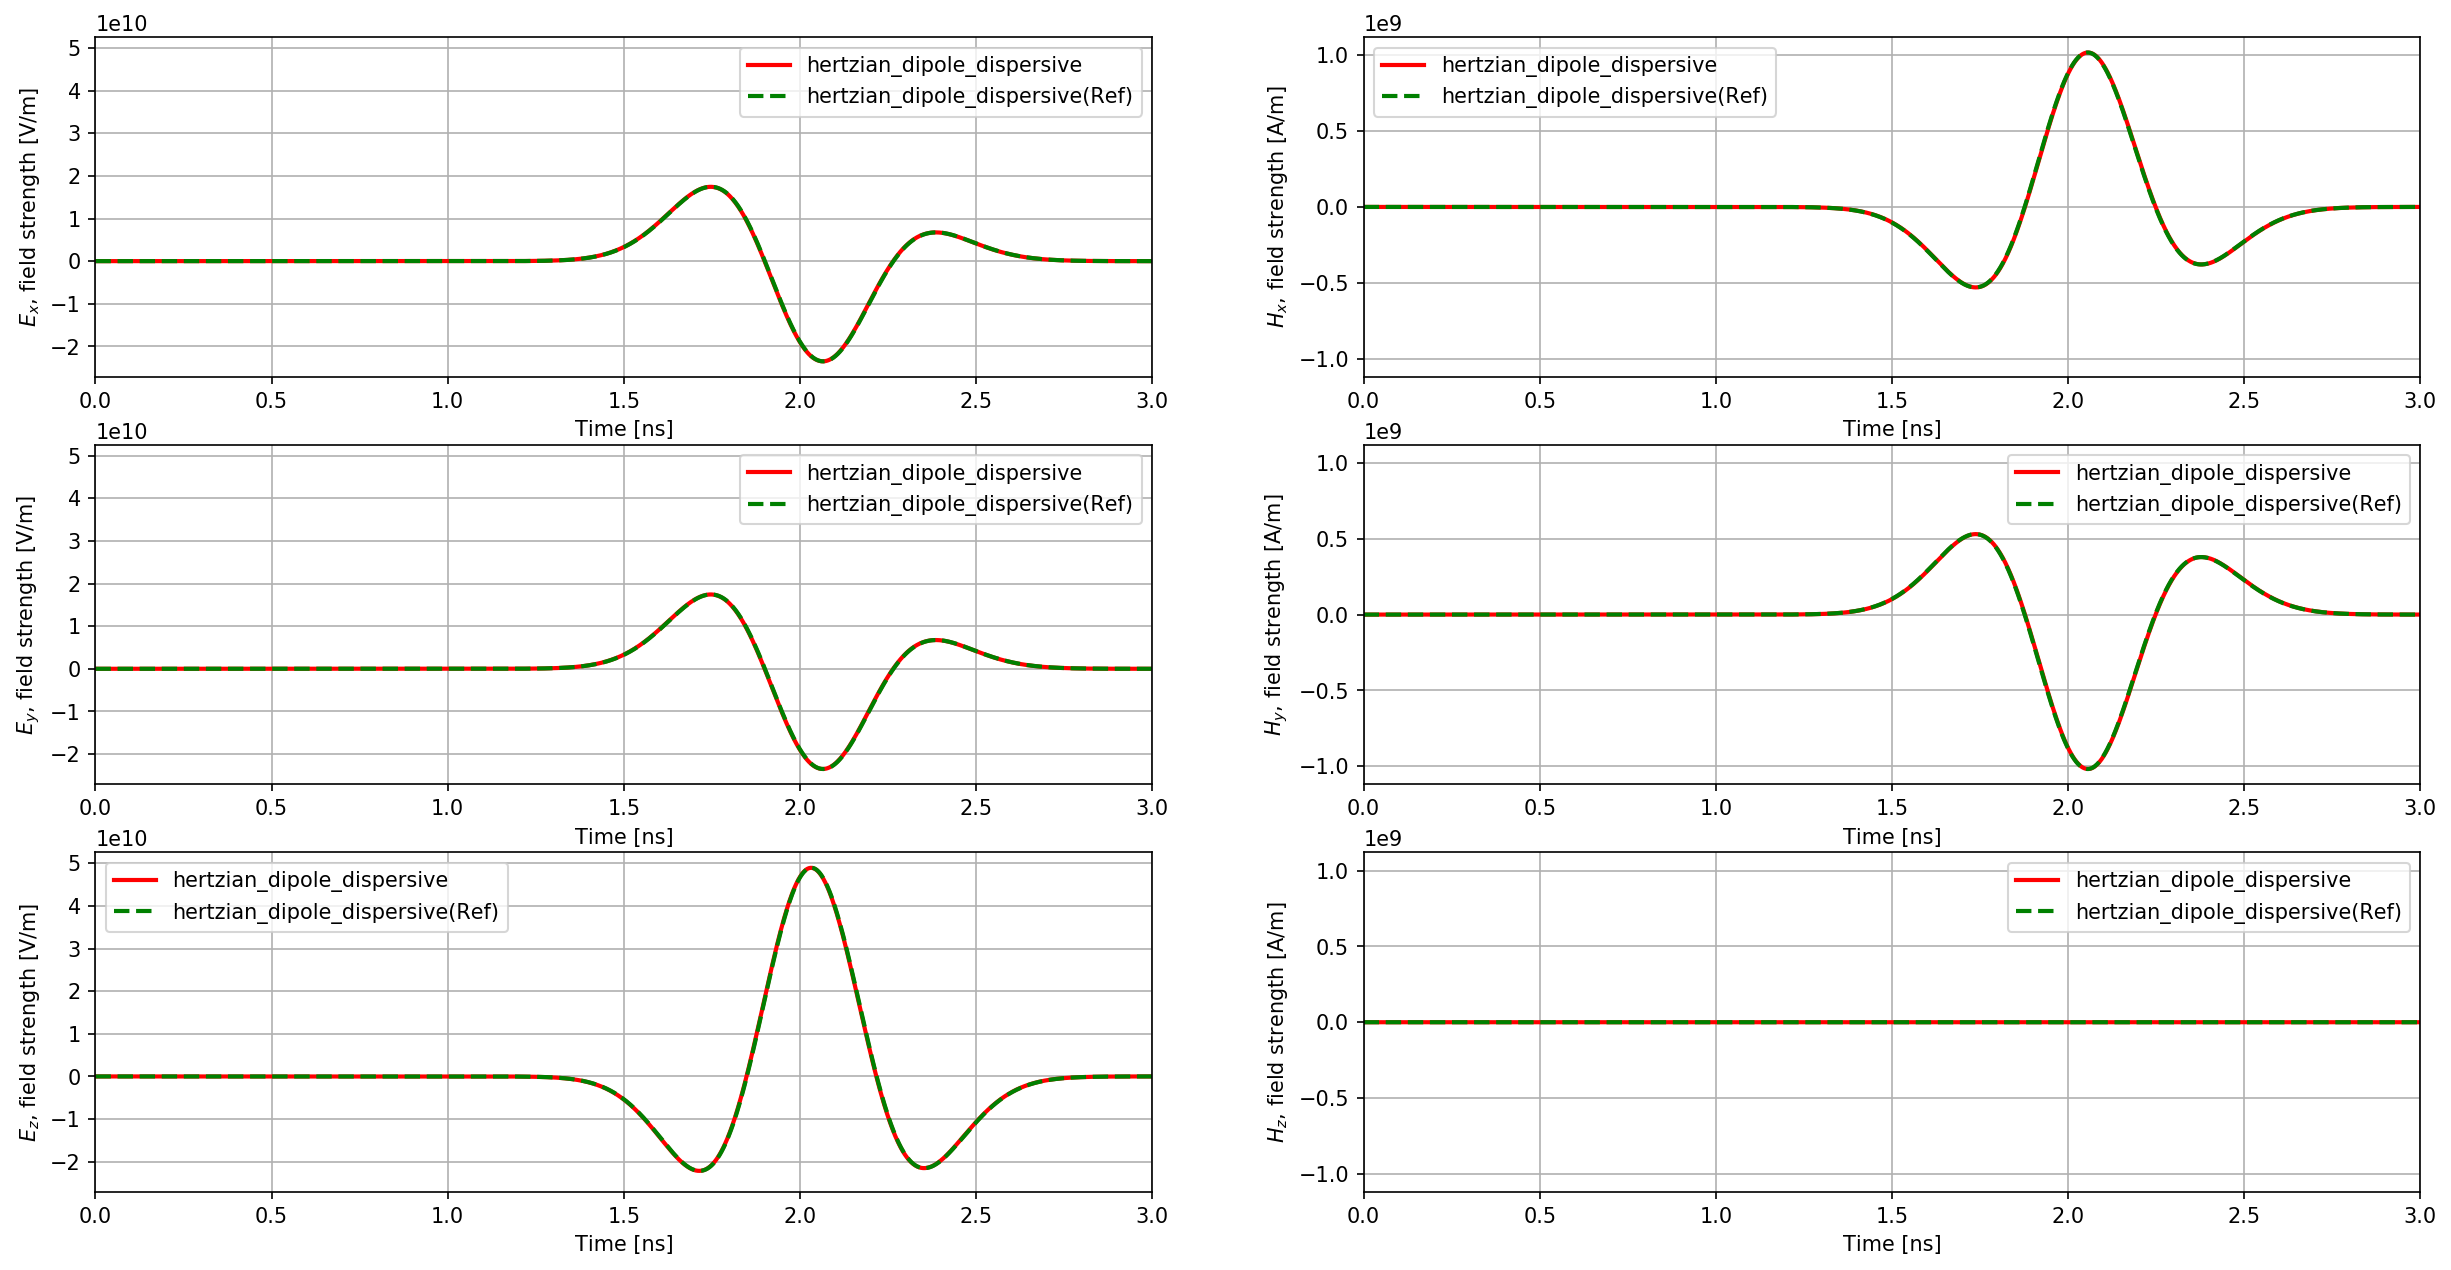 1e10
5
4
3
2
1
0
−1
−2
E_x, field strength [V/m]
hertzian_dipole_dispersive
hertzian_dipole_dispersive(Ref)
0.0 0.5 1.0 1.5 2.0 2.5 3.0
Time [ns]
1e9
1.0
0.5
0.0
−0.5
−1.0
H_x, field strength [A/m]
hertzian_dipole_dispersive
hertzian_dipole_dispersive(Ref)
0.0 0.5 1.0 1.5 2.0 2.5 3.0
Time [ns]
1e10
5
4
3
2
1
0
−1
−2
E_y, field strength [V/m]
hertzian_dipole_dispersive
hertzian_dipole_dispersive(Ref)
0.0 0.5 1.0 1.5 2.0 2.5 3.0
Time [ns]
1e9
1.0
0.5
0.0
−0.5
−1.0
H_y, field strength [A/m]
hertzian_dipole_dispersive
hertzian_dipole_dispersive(Ref)
0.0 0.5 1.0 1.5 2.0 2.5 3.0
Time [ns]
1e10
5
4
3
2
1
0
−1
−2
E_z, field strength [V/m]
hertzian_dipole_dispersive
hertzian_dipole_dispersive(Ref)
0.0 0.5 1.0 1.5 2.0 2.5 3.0
Time [ns]
1e9
1.0
0.5
0.0
−0.5
−1.0
H_z, field strength [A/m]
hertzian_dipole_dispersive
hertzian_dipole_dispersive(Ref)
0.0 0.5 1.0 1.5 2.0 2.5 3.0
Time [ns]